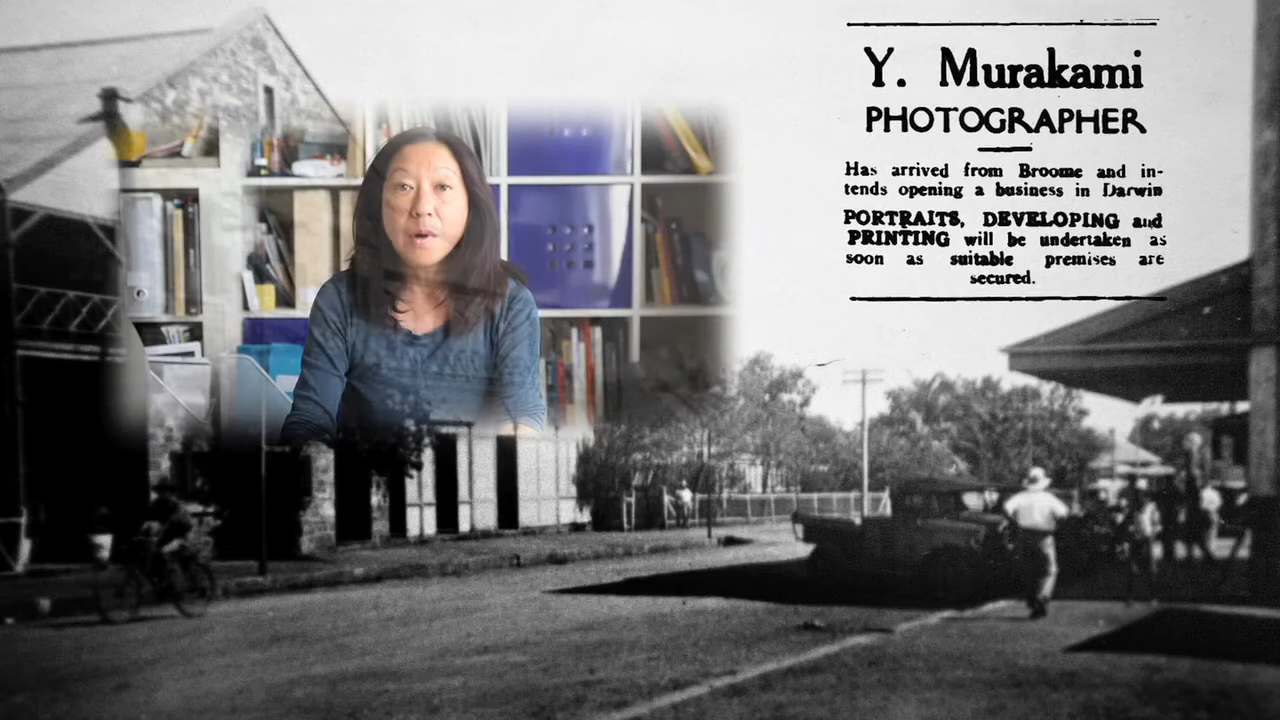 Y. Murakami
PHOTOGRAPHER
Has arrived from Broome and in-
tends opening a business in Darwin
PORTRAITS, DEVELOPING and
PRINTING will be undertaken as
soon as suitable premises are
secured.